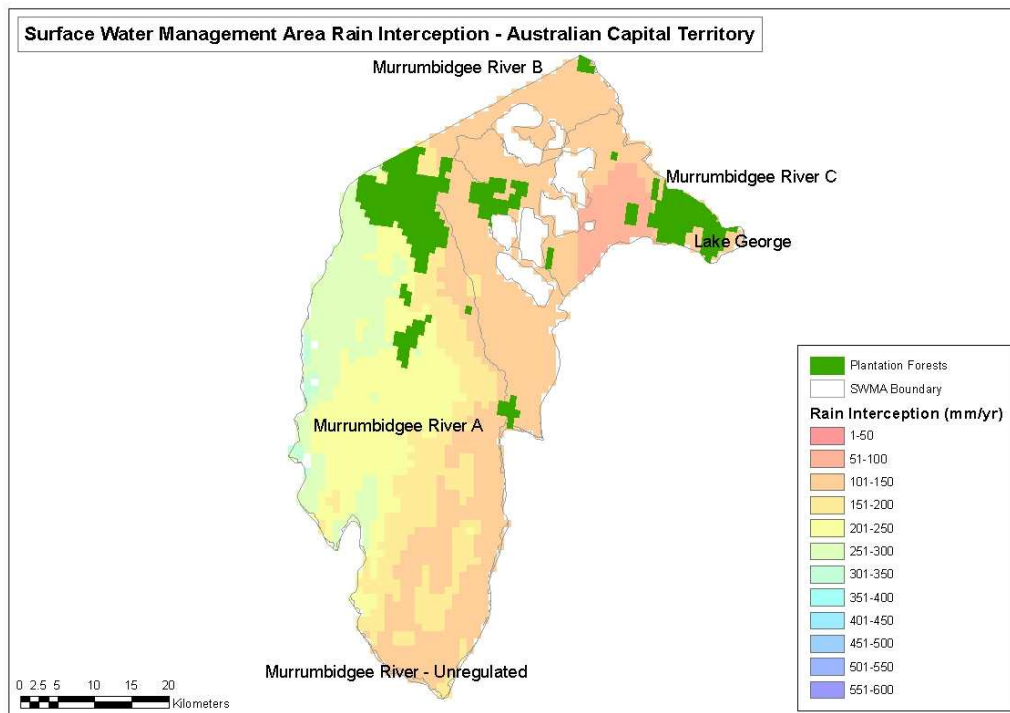 Surface Water Management Area Rain Interception - Australian Capital Territory
Murrumbidgee River B
Murrumbidgee River C
Lake George
Murrumbidgee River A
Murrumbidgee River - Unregulated
0 2.5 5 10 15 20
Kilometers
Plantation Forests
SWMA Boundary
Rain Interception (mm/yr)
1-50
51-100
101-150
151-200
201-250
251-300
301-350
351-400
401-450
451-500
501-550
551-600